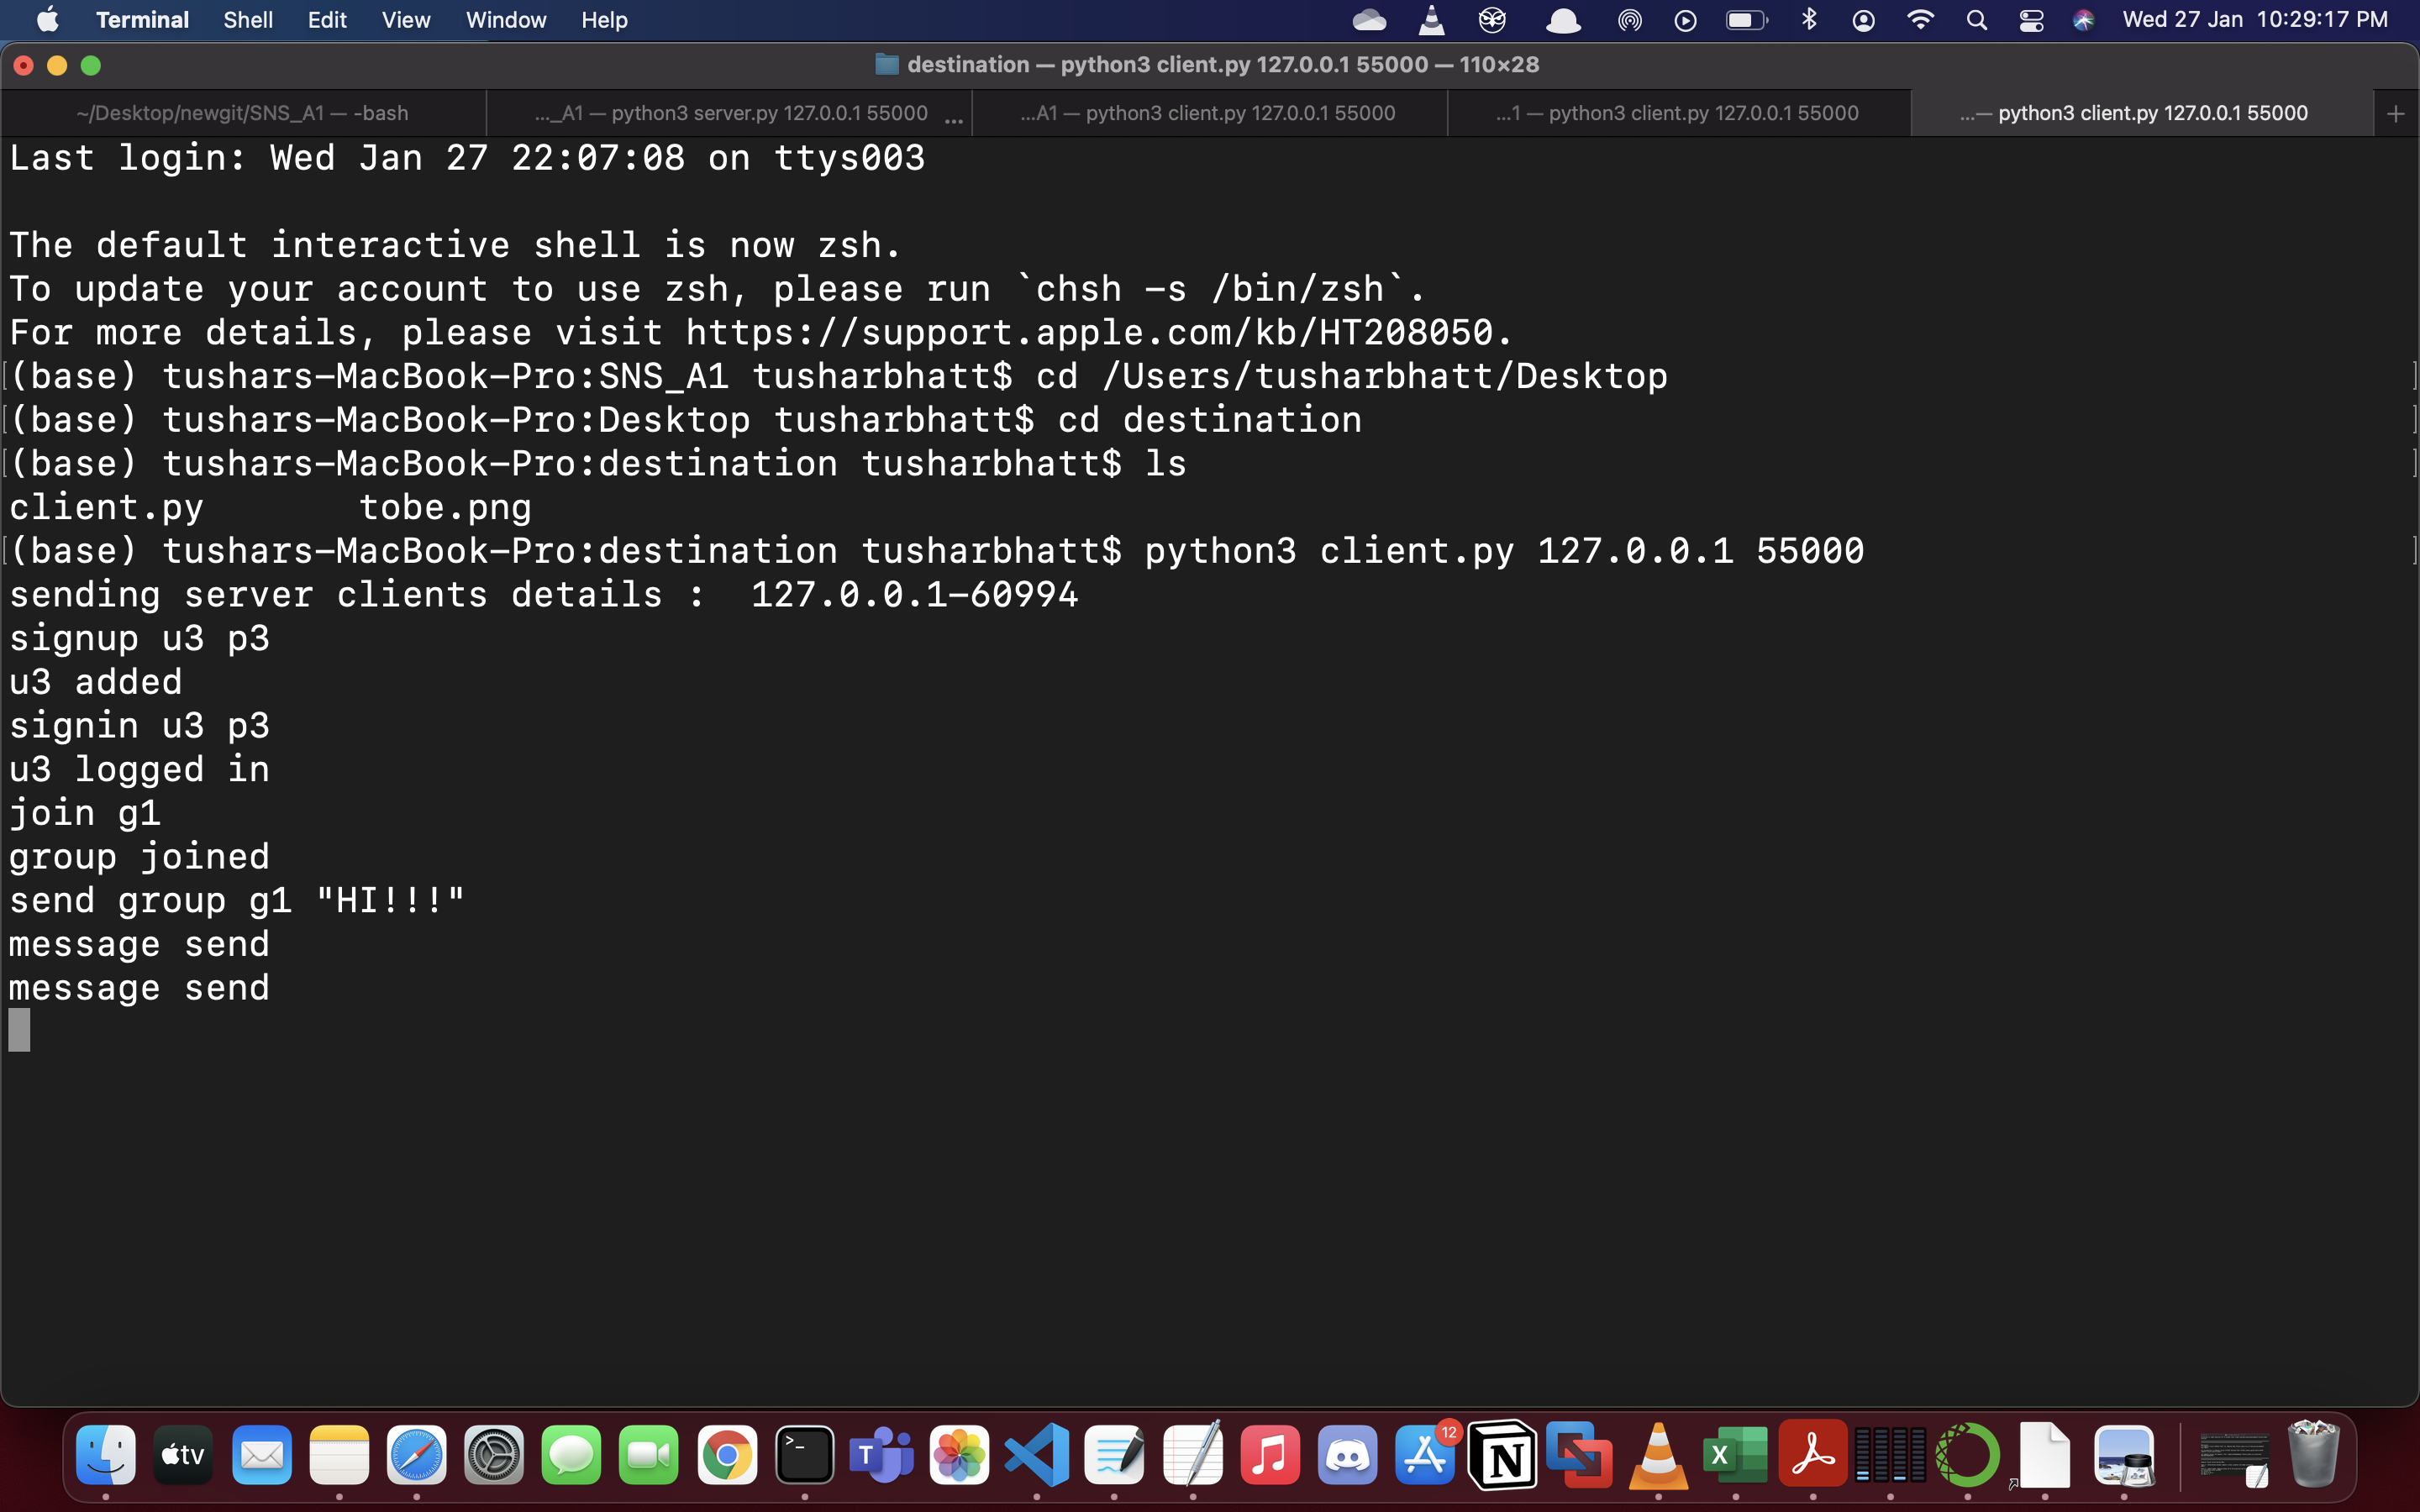 Terminal Shell Edit View Window Help Wed 27 Jan 10:29:17 PM
destination — python3 client.py 127.0.0.1 55000 — 110×28
~/Desktop/newgit/SNS_A1 — -bash ..._A1 — python3 server.py 127.0.0.1 55000 ... ...A1 — python3 client.py 127.0.0.1 55000 ...1 — python3 client.py 127.0.0.1 55000 ...— python3 client.py 127.0.0.1 55000 +
Last login: Wed Jan 27 22:07:08 on ttys003
The default interactive shell is now zsh.
To update your account to use zsh, please run `chsh -s /bin/zsh`.
For more details, please visit https://support.apple.com/kb/HT208050.
[(base) tushars-MacBook-Pro:SNS_A1 tusharbhatt$ cd /Users/tusharbhatt/Desktop ]
[(base) tushars-MacBook-Pro:Desktop tusharbhatt$ cd destination ]
[(base) tushars-MacBook-Pro:destination tusharbhatt$ ls ]
client.py tobe.png
[(base) tushars-MacBook-Pro:destination tusharbhatt$ python3 client.py 127.0.0.1 55000 ]
sending server clients details : 127.0.0.1-60994
signup u3 p3
u3 added
signin u3 p3
u3 logged in
join g1
group joined
send group g1 "HI!!!"
message send
message send
tv >_ T 12 N X